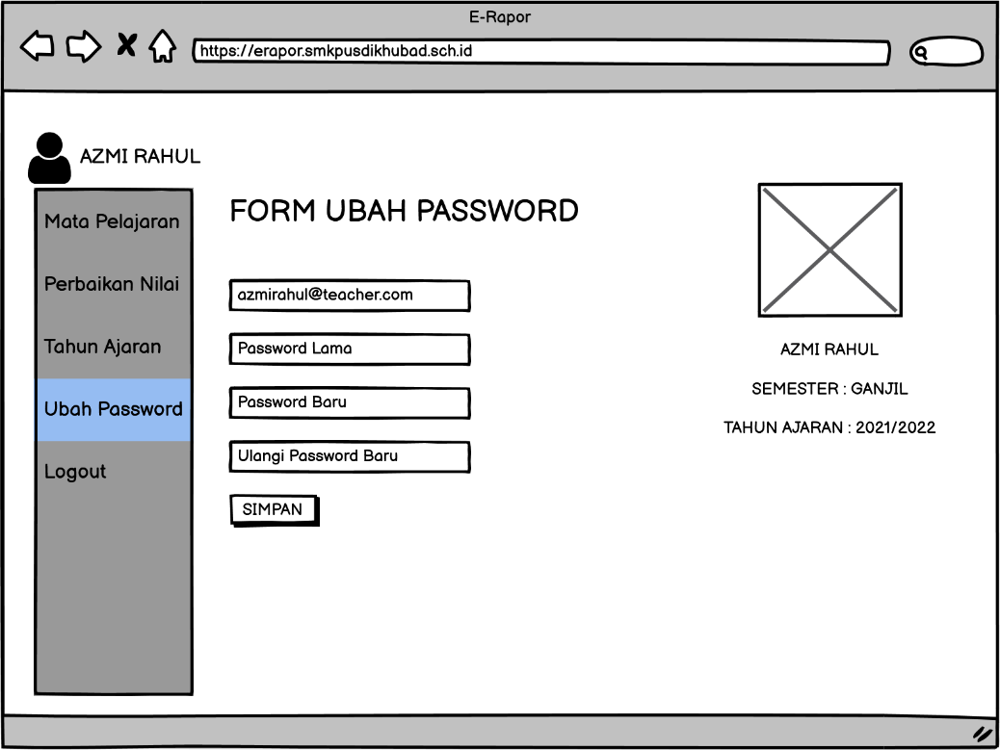 E-Rapor
https://erapor.smkpusdikhubad.sch.id
AZMI RAHUL
Mata Pelajaran
Perbaikan Nilai
Tahun Ajaran
Ubah Password
Logout
FORM UBAH PASSWORD
azmirahul@teacher.com
Password Lama
Password Baru
Ulangi Password Baru
SIMPAN
AZMI RAHUL
SEMESTER : GANJIL
TAHUN AJARAN : 2021/2022